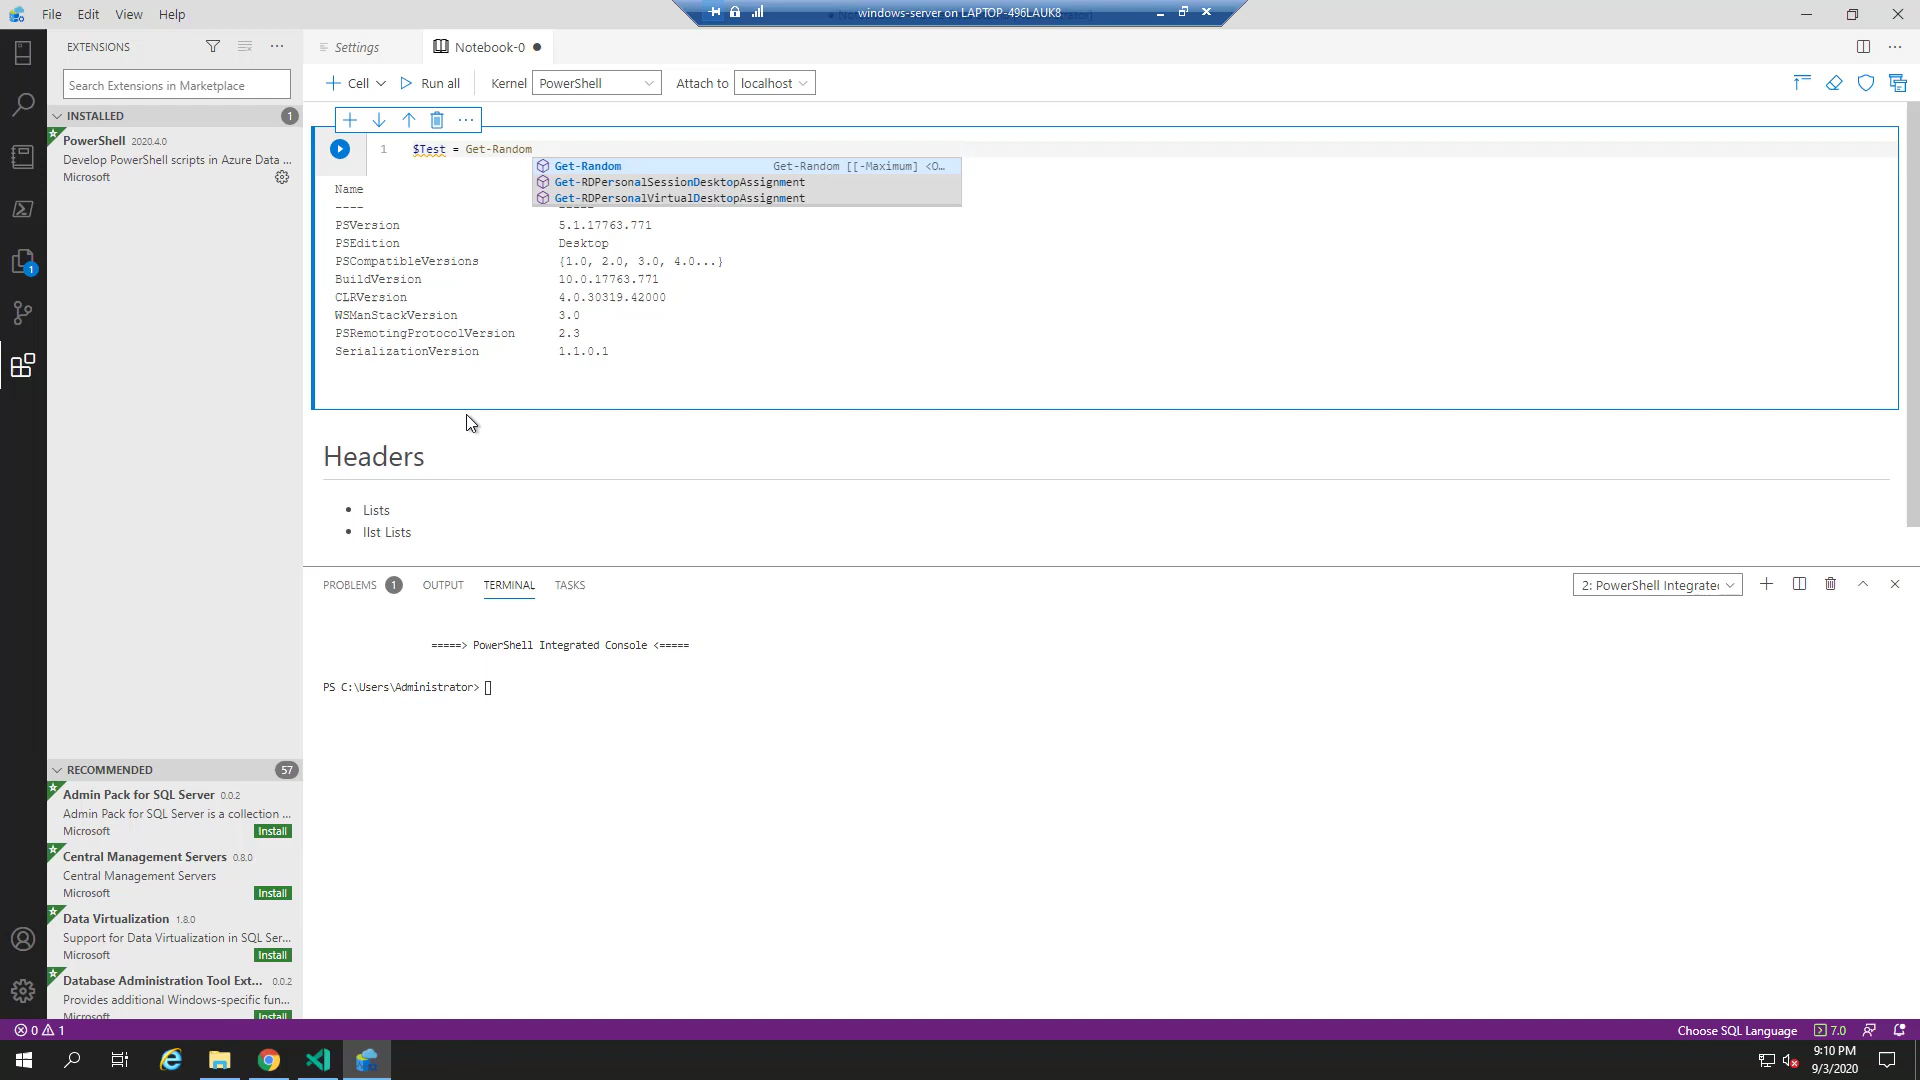 File Edit View Help
windows-server on LAPTOP-496LAUK8
EXTENSIONS
Settings
Notebook-0
Search Extensions in Marketplace
Cell
Run all
Kernel
PowerShell
Attach to
localhost
INSTALLED
1
PowerShell 2020.4.0
Develop PowerShell scripts in Azure Data ...
Microsoft
1 $Test = Get-Random
Get-Random Get-Random [[-Maximum] <O...
Get-RDPersonalSessionDesktopAssignment
Get-RDPersonalVirtualDesktopAssignment
Name
---- -----
PSVersion 5.1.17763.771
PSEdition Desktop
PSCompatibleVersions {1.0, 2.0, 3.0, 4.0...}
BuildVersion 10.0.17763.771
CLRVersion 4.0.30319.42000
WSManStackVersion 3.0
PSRemotingProtocolVersion 2.3
SerializationVersion 1.1.0.1
1
Headers
Lists
lIst Lists
PROBLEMS 1 OUTPUT TERMINAL TASKS
2: PowerShell Integrate
=====> PowerShell Integrated Console <=====
PS C:\Users\Administrator>
RECOMMENDED
57
Admin Pack for SQL Server 0.0.2
Admin Pack for SQL Server is a collection ...
Microsoft
Install
Central Management Servers 0.8.0
Central Management Servers
Microsoft
Install
Data Virtualization 1.8.0
Support for Data Virtualization in SQL Ser...
Microsoft
Install
Database Administration Tool Ext... 0.0.2
Provides additional Windows-specific fun...
Microsoft
Install
0 1
Choose SQL Language
7.0
9:10 PM
9/3/2020